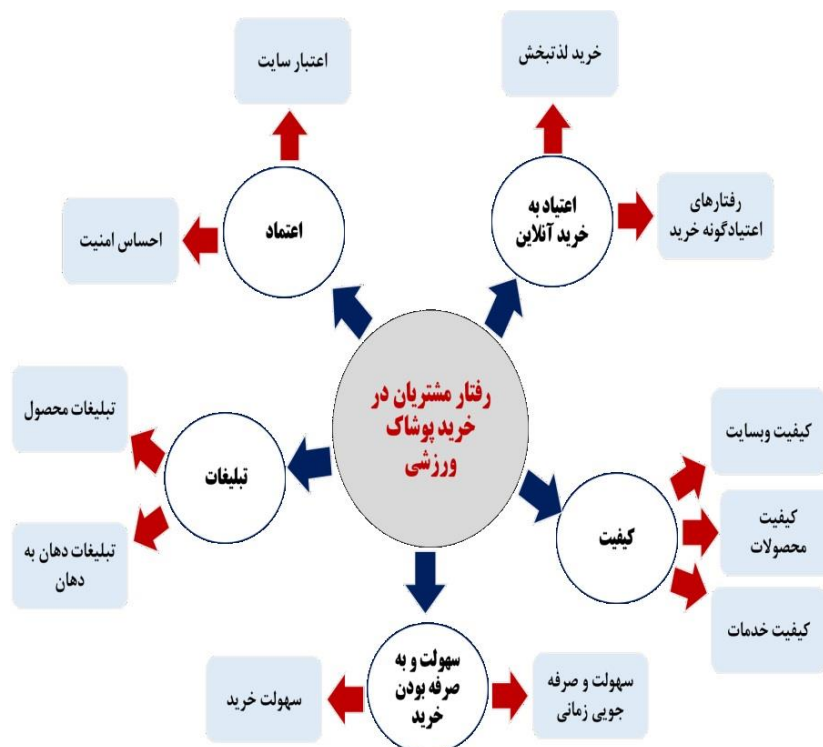 خرید لذتبخش
اعتبار سایت
اعتیاد به
خرید آنلاین
رفتارهای
اعتیادگونه خرید
اعتماد
احساس امنیت
رفتار مشتریان در
خرید پوشاک
ورزشی
کیفیت وبسایت
کیفیت
محصولات
کیفیت خدمات
کیفیت
تبلیغات محصول
تبلیغات
تبلیغات دهان به
دهان
سهولت و به
صرفه بودن
خرید
سهولت و صرفه
جویی زمانی
سهولت خرید